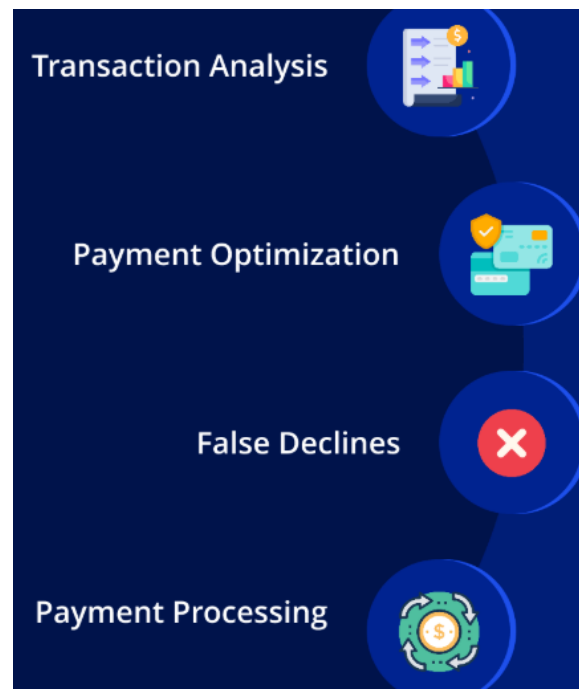 Transaction Analysis
Payment Optimization
False Declines
Payment Processing